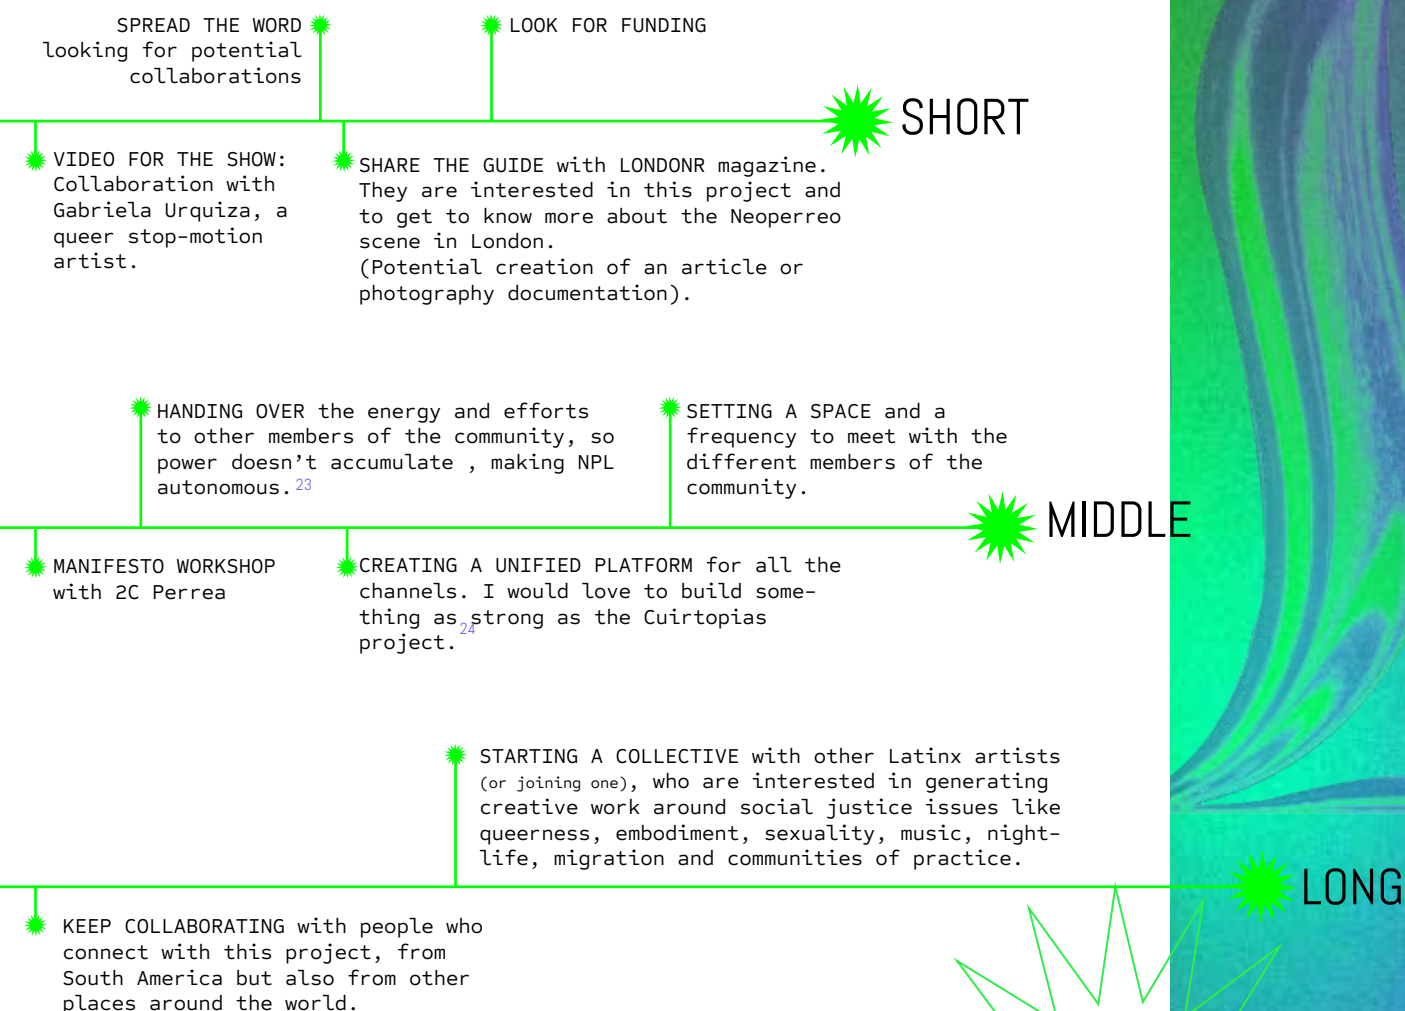 SPREAD THE WORD
looking for potential
collaborations
LOOK FOR FUNDING
SHORT
VIDEO FOR THE SHOW:
Collaboration with
Gabriela Urquiza, a
queer stop-motion
artist.
SHARE THE GUIDE with LONDONR magazine.
They are interested in this project and
to get to know more about the Neoperreo
scene in London.
(Potential creation of an article or
photography documentation).
HANDING OVER the energy and efforts
to other members of the community, so
power doesn’t accumulate , making NPL
autonomous. 23
SETTING A SPACE and a
frequency to meet with the
different members of the
community.
MIDDLE
MANIFESTO WORKSHOP
with 2C Perrea
CREATING A UNIFIED PLATFORM for all the
channels. I would love to build some-
thing as strong as the Cuirtopias
project. 24
STARTING A COLLECTIVE with other Latinx artists
(or joining one), who are interested in generating
creative work around social justice issues like
queerness, embodiment, sexuality, music, night-
life, migration and communities of practice.
LONG
KEEP COLLABORATING with people who
connect with this project, from
South America but also from other
places around the world.